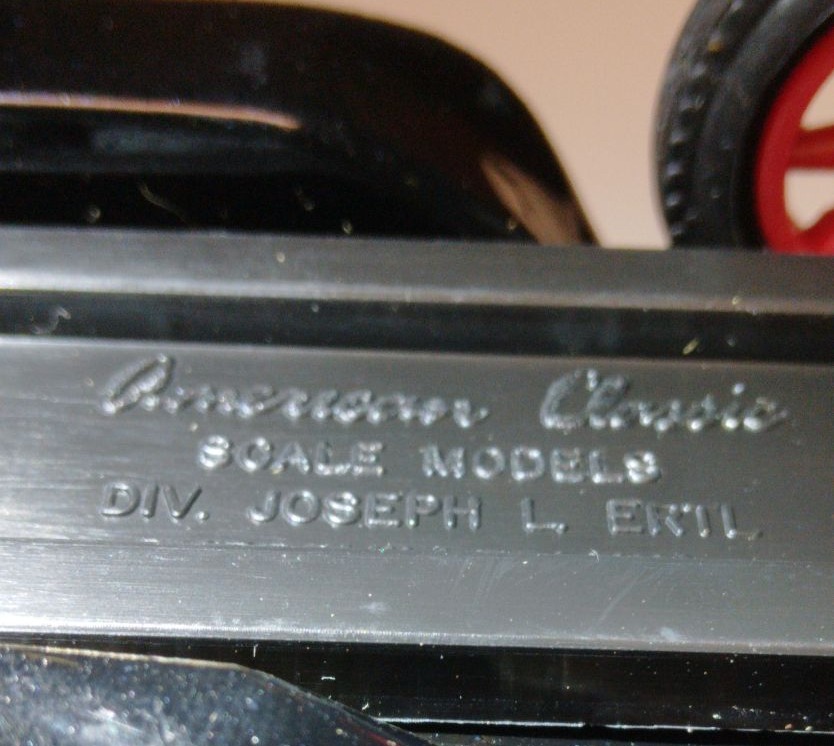 American Classic
SCALE MODELS
DIV. JOSEPH L. ERTL